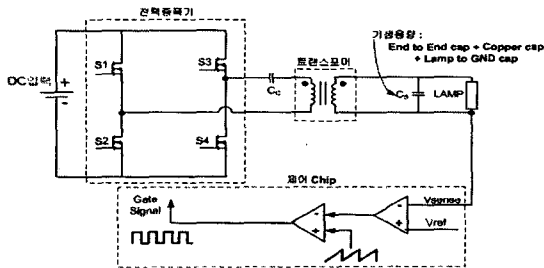 전력증폭기
기생용량 :
End to End cap + Copper cap
+ Lamp to GND cap
트랜스포머
S1
S3
DC입력
+
-
Cc
Cs
LAMP
S2
S4
제어 Chip
Gate
Signal
Vsense
Vref
-
+
-
+